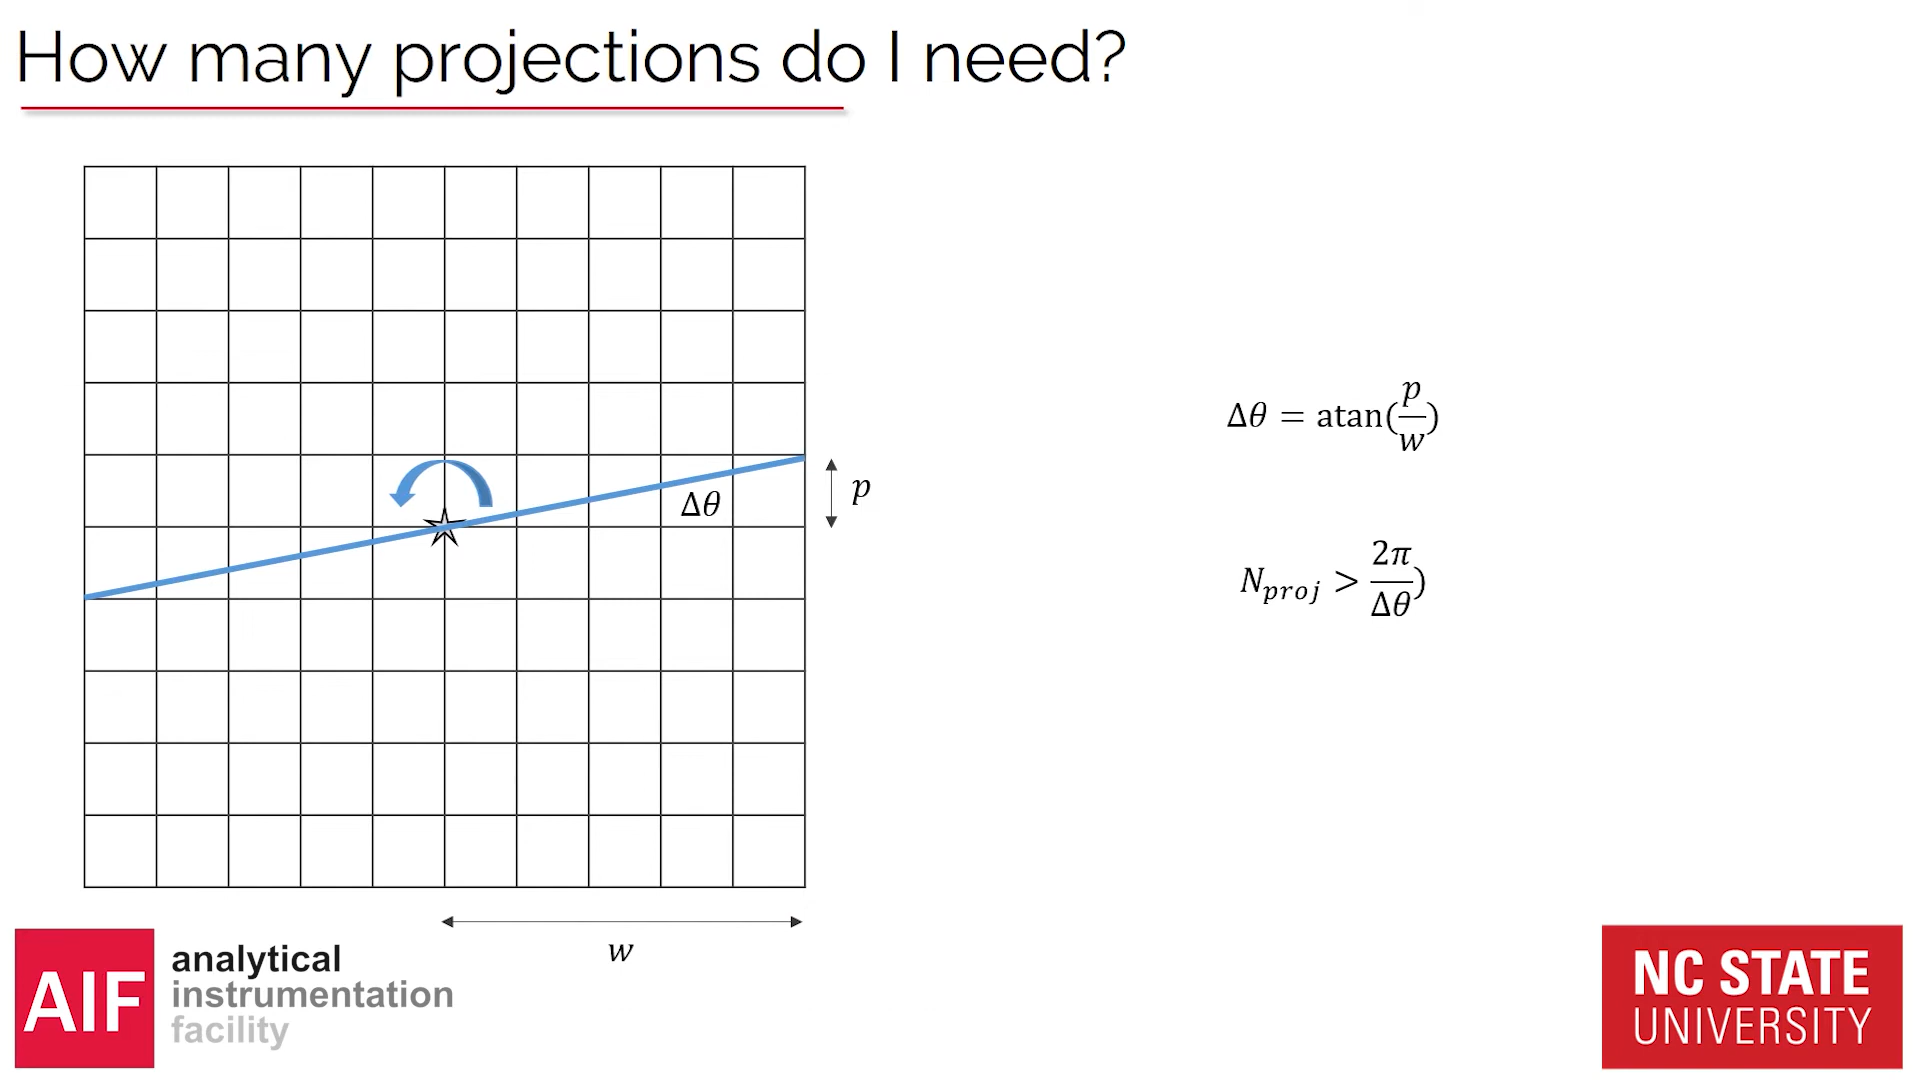 How many projections do I need?
Δθ = atan(p/w)
Δθ
p
N_proj > 2π/Δθ)
w
AIF
analytical
instrumentation
facility
NC STATE
UNIVERSITY